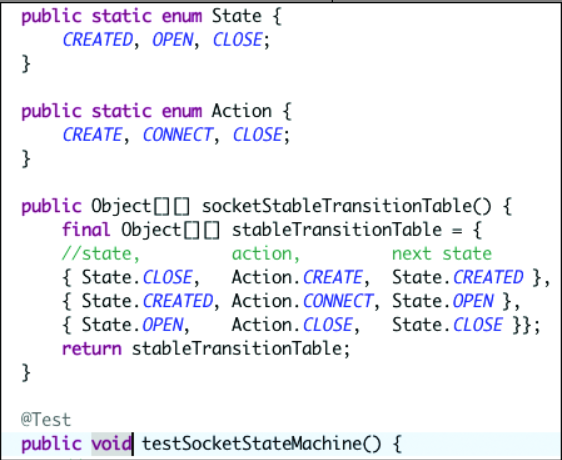 public static enum State {
CREATED, OPEN, CLOSE;
}
public static enum Action {
CREATE, CONNECT, CLOSE;
}
public Object[][] socketStableTransitionTable() {
final Object[][] stableTransitionTable = {
//state, action, next state
{ State.CLOSE, Action.CREATE, State.CREATED },
{ State.CREATED, Action.CONNECT, State.OPEN },
{ State.OPEN, Action.CLOSE, State.CLOSE }};
return stableTransitionTable;
}
@Test
public void testSocketStateMachine() {